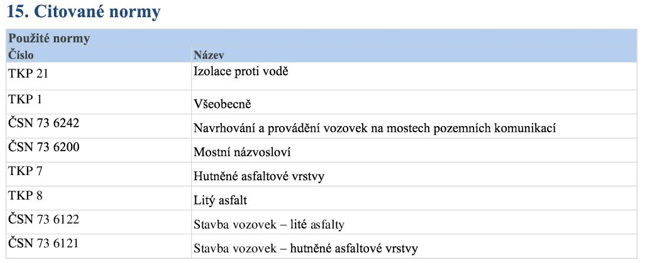 15. Citované normy
Použité normy
Číslo Název
TKP 21 Izolace proti vodě
TKP 1 Všeobecně
ČSN 73 6242 Navrhování a provádění vozovek na mostech pozemních komunikací
ČSN 73 6200 Mostní názvosloví
TKP 7 Hutněné asfaltové vrstvy
TKP 8 Litý asfalt
ČSN 73 6122 Stavba vozovek – lité asfalty
ČSN 73 6121 Stavba vozovek – hutněné asfaltové vrstvy